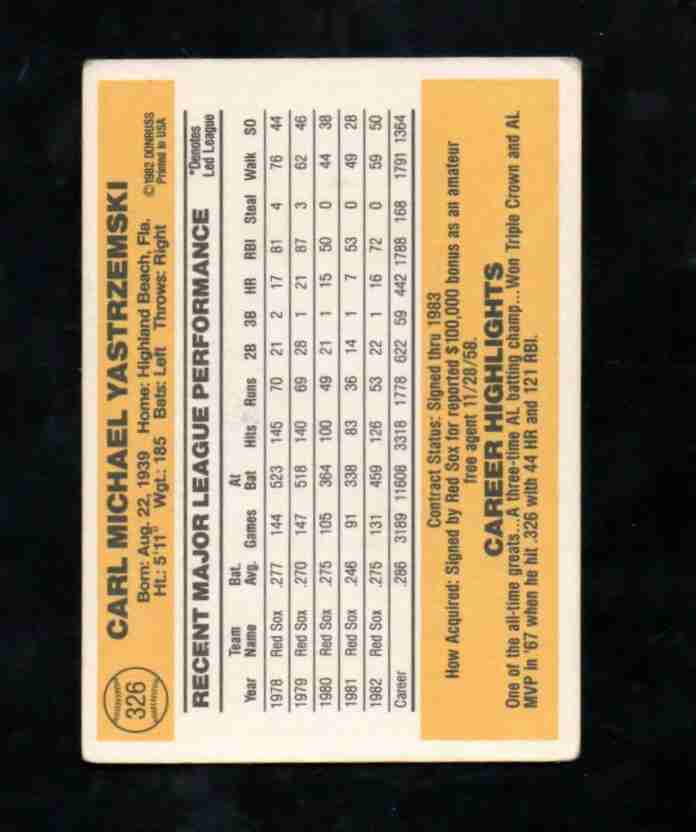 326
CARL MICHAEL YASTRZEMSKI
Born: Aug. 22, 1939 Home: Highland Beach, Fla.
Ht.: 5'11" Wgt.: 185 Bats: Left Throws: Right
©1982 DONRUSS
Printed in USA
RECENT MAJOR LEAGUE PERFORMANCE
*Denotes
Led League
Year Team Name Bat. Avg. Games At Bat Hits Runs 2B 3B HR RBI Steal Walk SO
1978 Red Sox .277 144 523 145 70 21 2 17 81 4 76 44
1979 Red Sox .270 147 518 140 69 28 1 21 87 3 62 46
1980 Red Sox .275 105 364 100 49 21 1 15 50 0 44 38
1981 Red Sox .246 91 338 83 36 14 1 7 53 0 49 28
1982 Red Sox .275 131 459 126 53 22 1 16 72 0 59 50
Career .286 3189 11608 3318 1778 622 59 442 1788 168 1791 1364
Contract Status: Signed thru 1983
How Acquired: Signed by Red Sox for reported $100,000 bonus as an amateur
free agent 11/28/58.
CAREER HIGHLIGHTS
One of the all-time greats...A three-time AL batting champ...Won Triple Crown and AL
MVP in '67 when he hit .326 with 44 HR and 121 RBI.